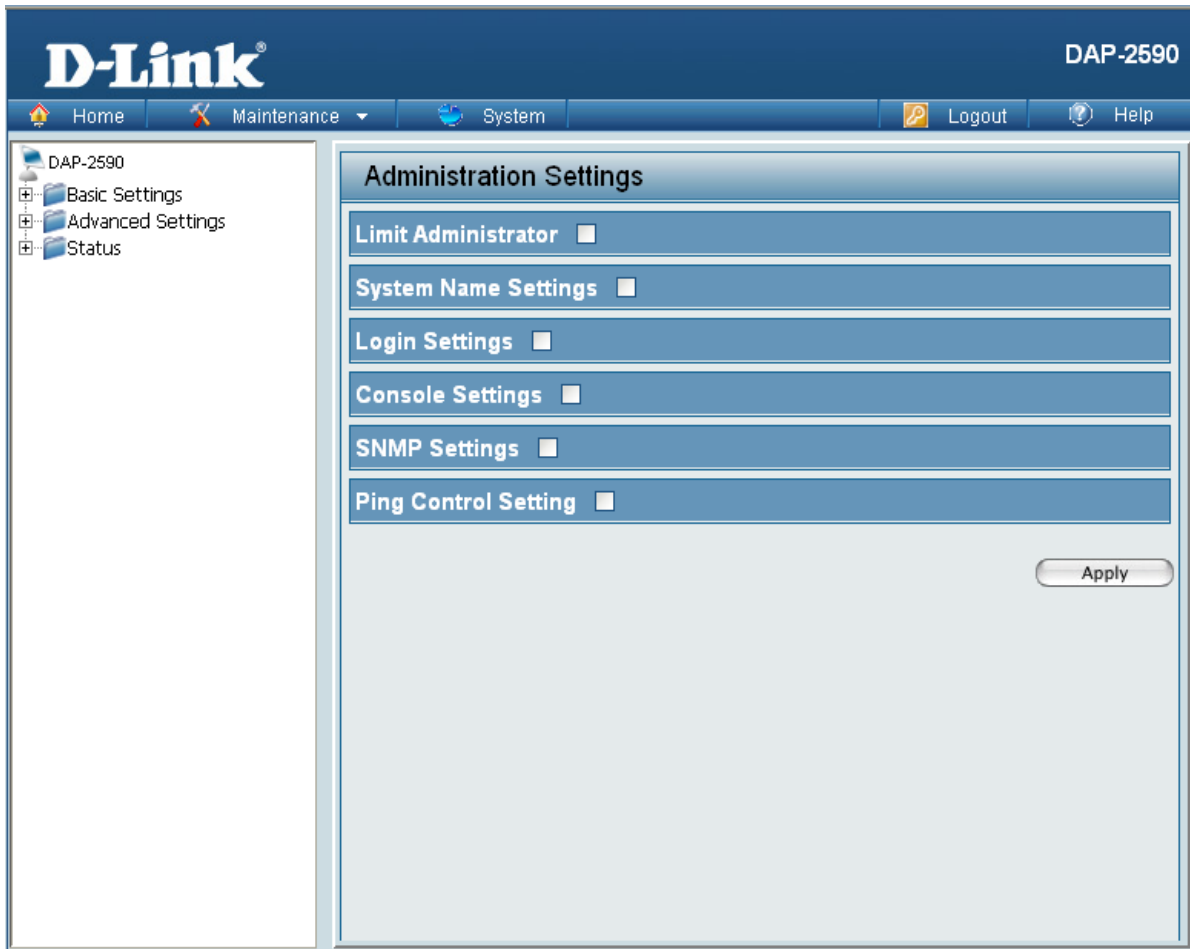 D-Link®
DAP-2590
Home Maintenance System Logout Help
DAP-2590
Basic Settings
Advanced Settings
Status
Administration Settings
Limit Administrator
System Name Settings
Login Settings
Console Settings
SNMP Settings
Ping Control Setting
Apply